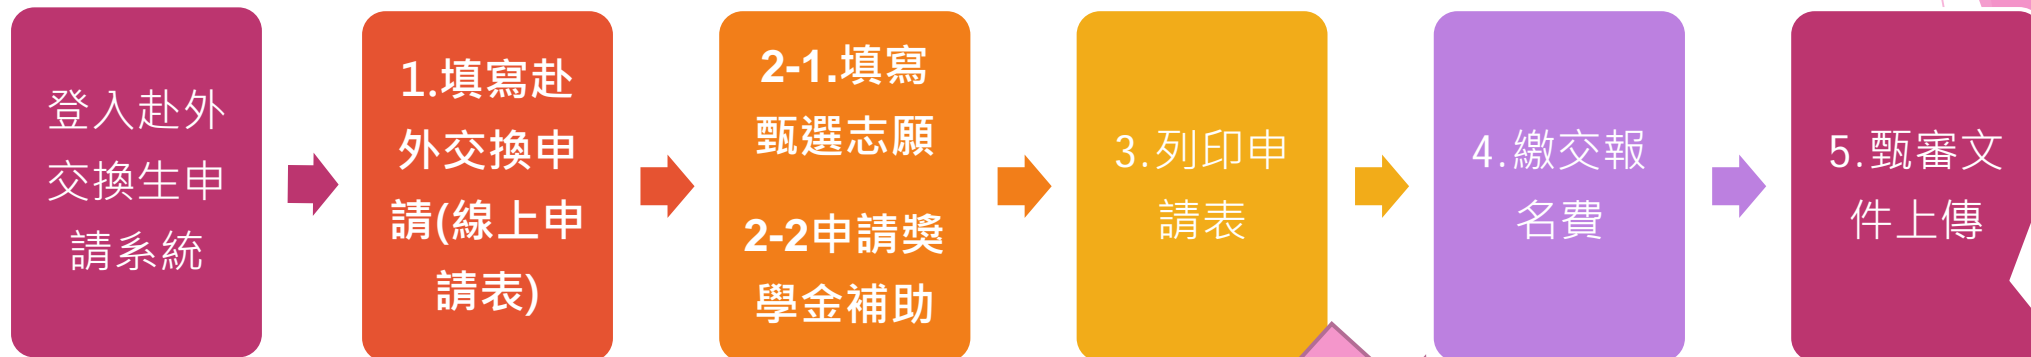 登入赴外
交換生申
請系統
1.填寫赴
外交換申
請(線上申
請表)
2-1.填寫
甄選志願
2-2申請獎
學金補助
3.列印申
請表
4.繳交報
名費
5.甄審文
件上傳